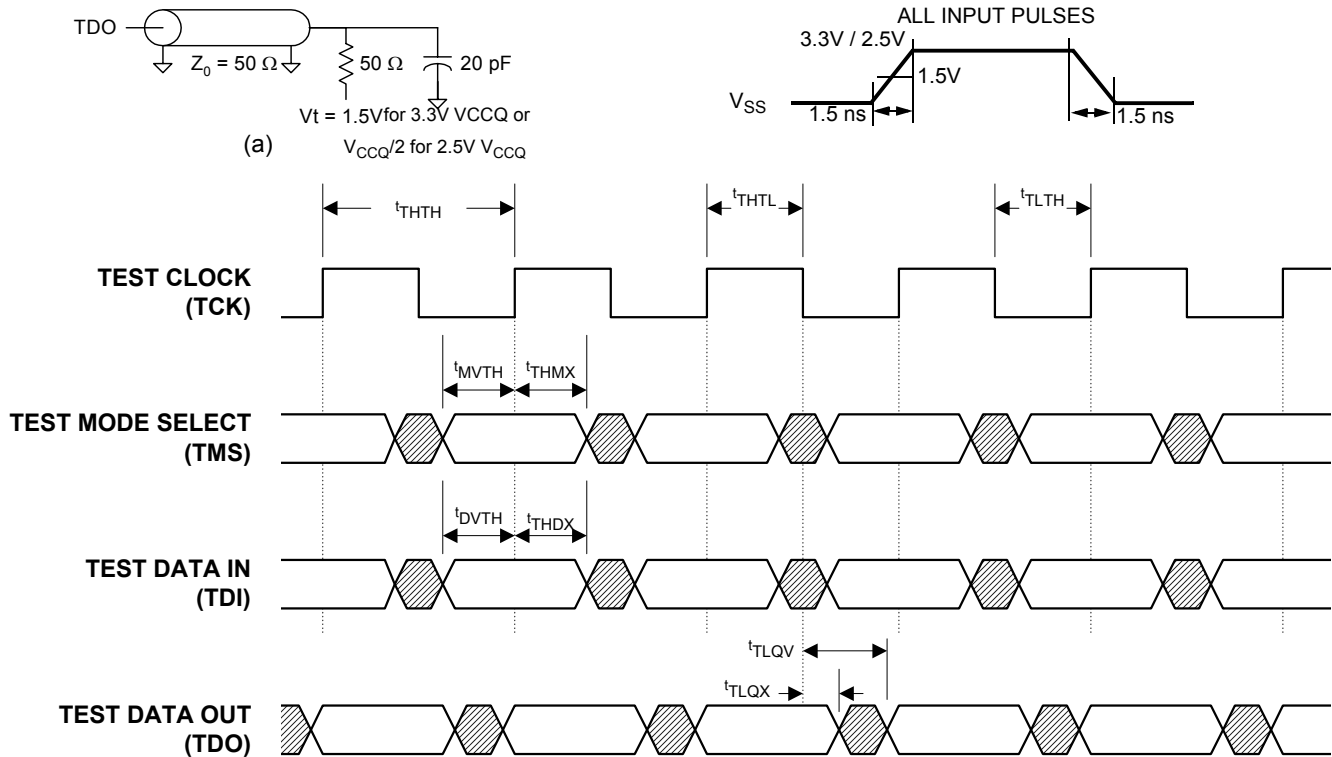 TDO
Z0 = 50 Ω
50 Ω
20 pF
Vt = 1.5V for 3.3V VCCQ or
VCCQ/2 for 2.5V VCCQ
(a)
ALL INPUT PULSES
3.3V / 2.5V
1.5V
VSS
1.5 ns
1.5 ns
tTHTH
tTHTL
tTLTH
TEST CLOCK
(TCK)
tMVTH
tTHMX
TEST MODE SELECT
(TMS)
tDVTH
tTHDX
TEST DATA IN
(TDI)
tTLQV
tTLQX
TEST DATA OUT
(TDO)